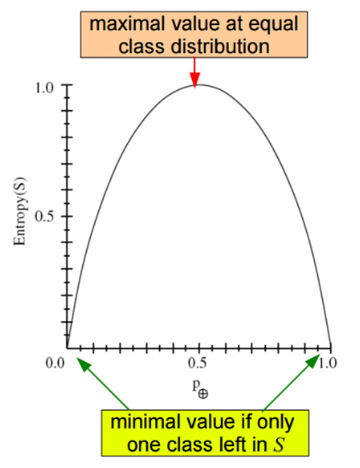 maximal value at equal
class distribution
1.0
Entropy(S)
0.5
0.0 0.5 1.0
p⊕
minimal value if only
one class left in S